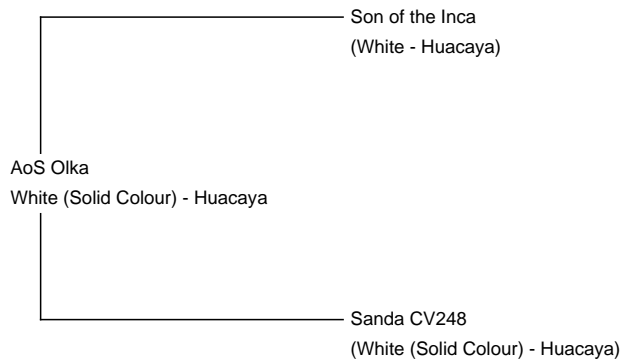 Son of the Inca
(White - Huacaya)
AoS Olka
White (Solid Colour) - Huacaya
Sanda CV248
(White (Solid Colour) - Huacaya)